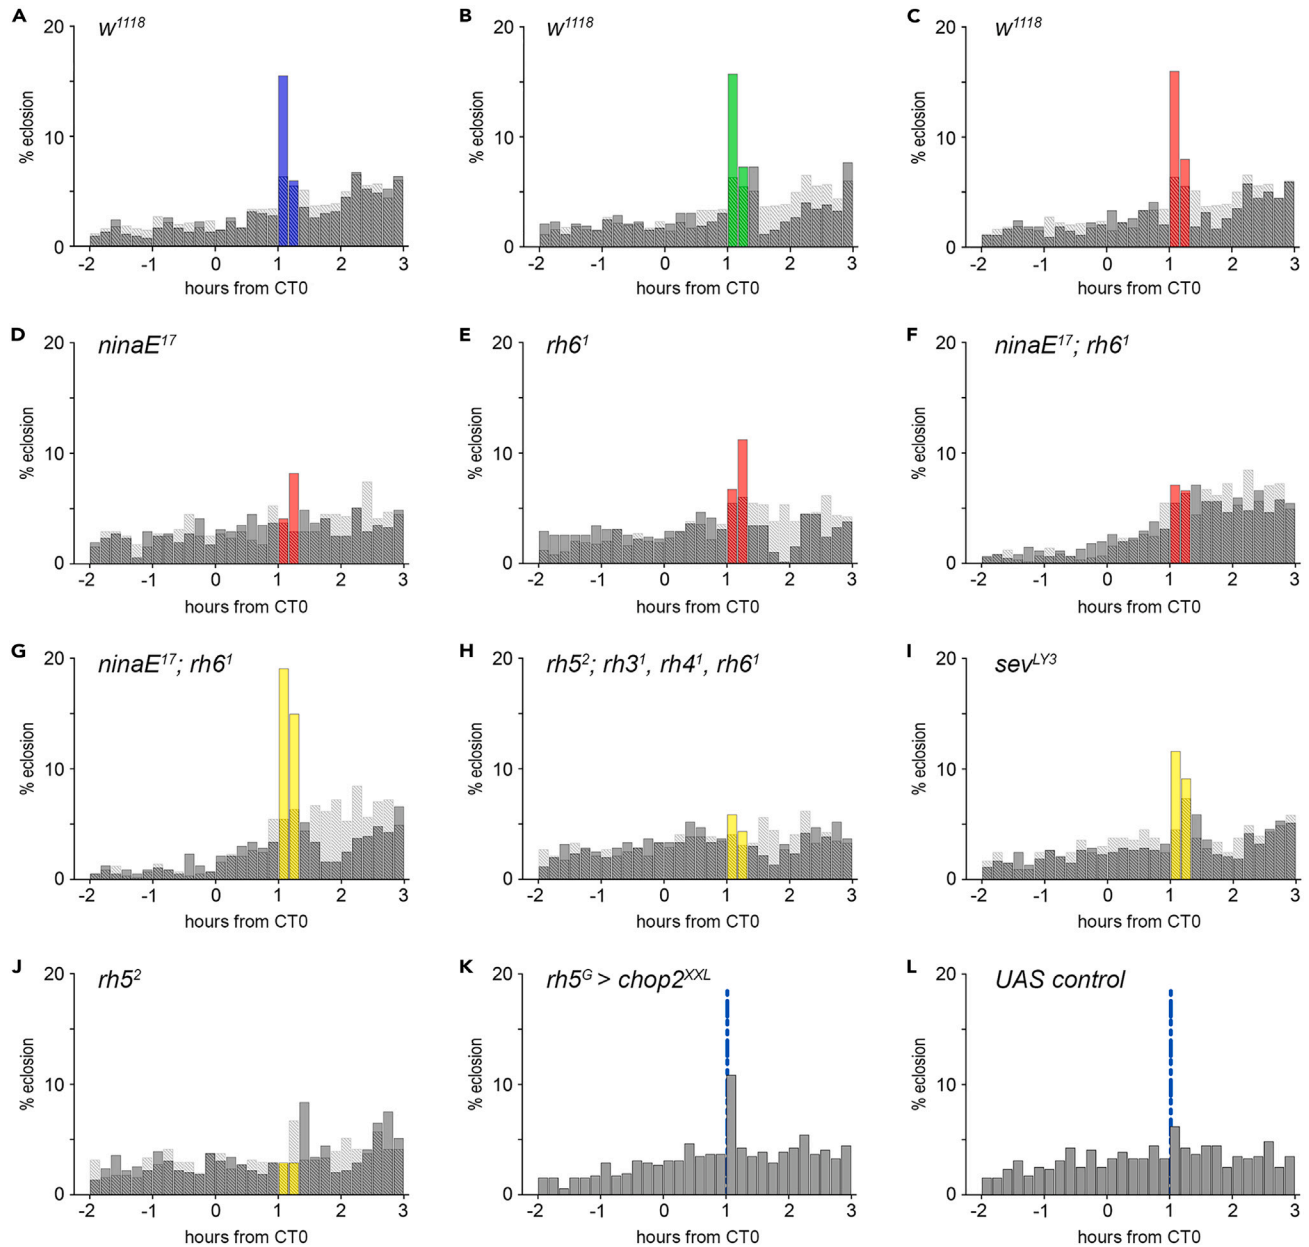 A w¹¹¹⁸ B w¹¹¹⁸ C w¹¹¹⁸
20 20 20
% eclosion % eclosion % eclosion
10 10 10
0 0 0
-2 -1 0 1 2 3 -2 -1 0 1 2 3 -2 -1 0 1 2 3
hours from CT0 hours from CT0 hours from CT0
D ninaE¹⁷ E rh6¹ F ninaE¹⁷; rh6¹
20 20 20
% eclosion % eclosion % eclosion
10 10 10
0 0 0
-2 -1 0 1 2 3 -2 -1 0 1 2 3 -2 -1 0 1 2 3
hours from CT0 hours from CT0 hours from CT0
G ninaE¹⁷; rh6¹ H rh5²; rh3¹, rh4¹, rh6¹ I sevᴸʸ³
20 20 20
% eclosion % eclosion % eclosion
10 10 10
0 0 0
-2 -1 0 1 2 3 -2 -1 0 1 2 3 -2 -1 0 1 2 3
hours from CT0 hours from CT0 hours from CT0
J rh5² K rh5ᴳ > chop2ˣˣᴸ L UAS control
20 20 20
% eclosion % eclosion % eclosion
10 10 10
0 0 0
-2 -1 0 1 2 3 -2 -1 0 1 2 3 -2 -1 0 1 2 3
hours from CT0 hours from CT0 hours from CT0